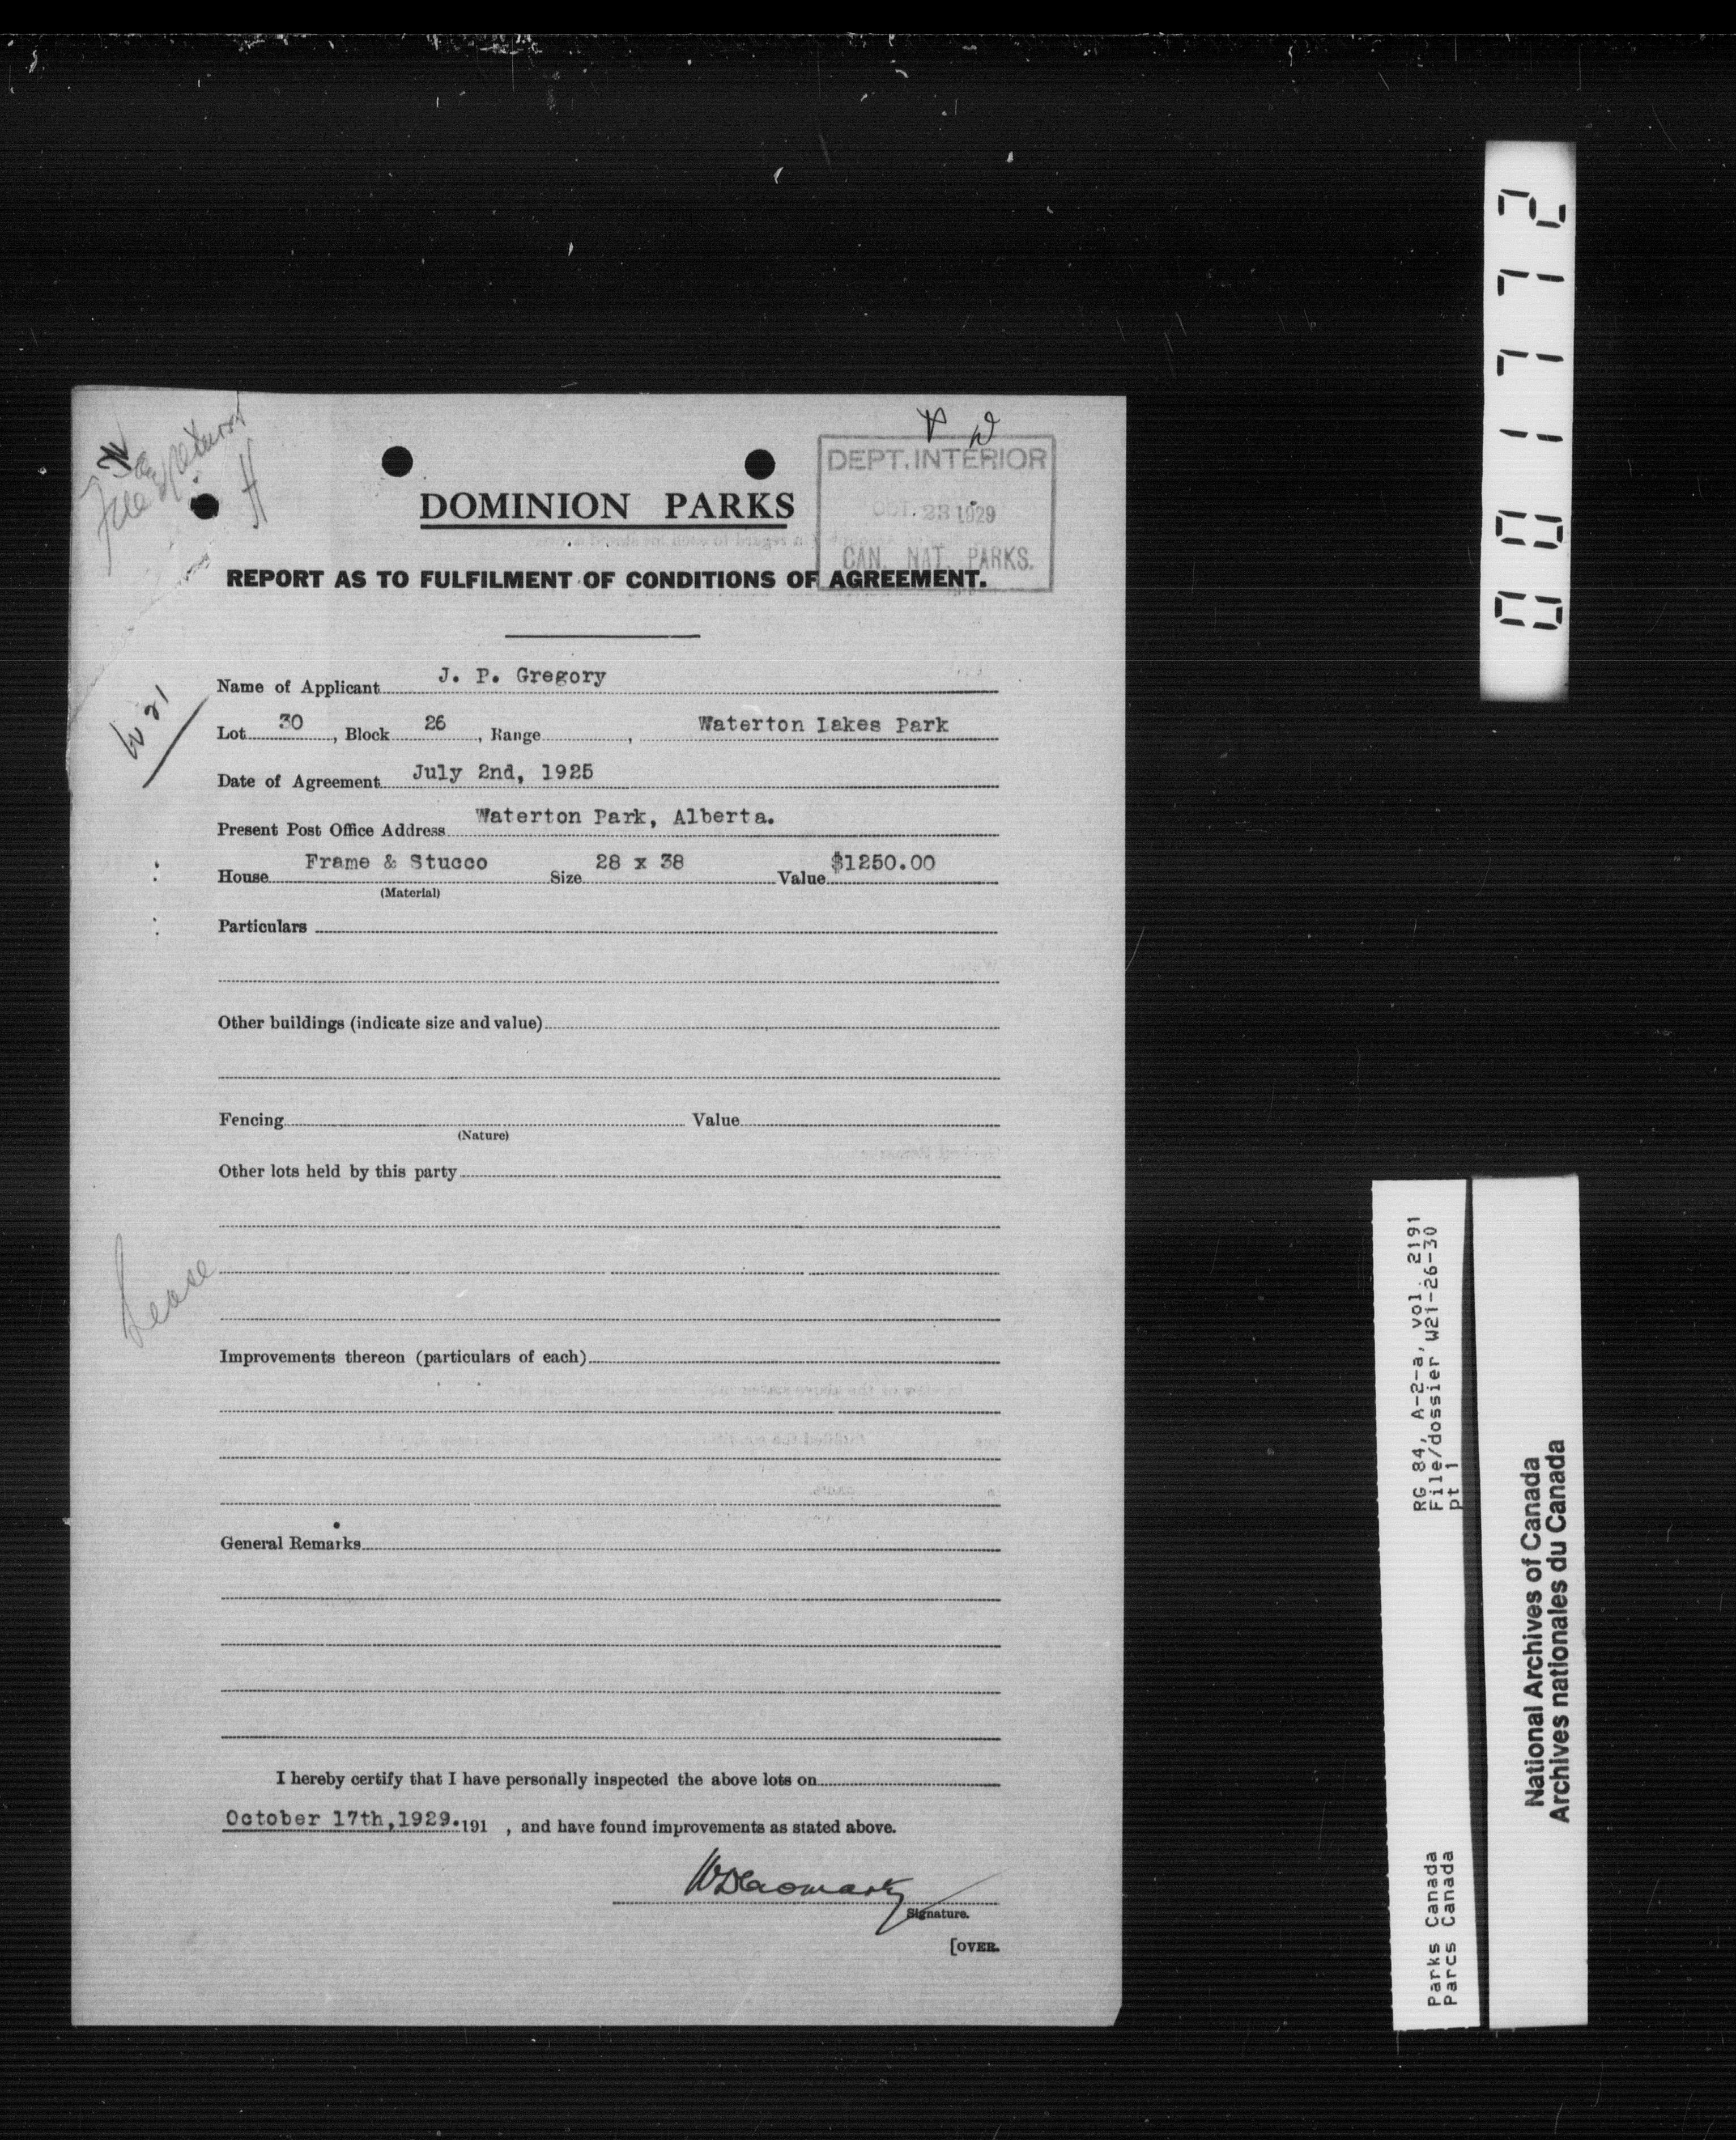 DEPT. INTERIOR
OCT. 23 1929
CAN. NAT. PARKS.
DOMINION PARKS
REPORT AS TO FULFILMENT OF CONDITIONS OF AGREEMENT.
W 21
Name of Applicant J. P. Gregory
Lot 30, Block 26, Range , Waterton Lakes Park
Date of Agreement July 2nd, 1925
Present Post Office Address Waterton Park, Alberta.
House Frame & Stucco Size 28 x 38 Value $1250.00
(Material)
Particulars
Other buildings (indicate size and value)
Fencing Value
(Nature)
Other lots held by this party
Lease
Improvements thereon (particulars of each)
General Remarks
I hereby certify that I have personally inspected the above lots on
October 17th, 1929. 191 , and have found improvements as stated above.
Signature.
[OVER.
001772
RG 84, A-2-a, vol. 2191
File/dossier W21-26-30
pt 1
Parks Canada
Parcs Canada
National Archives of Canada
Archives nationales du Canada